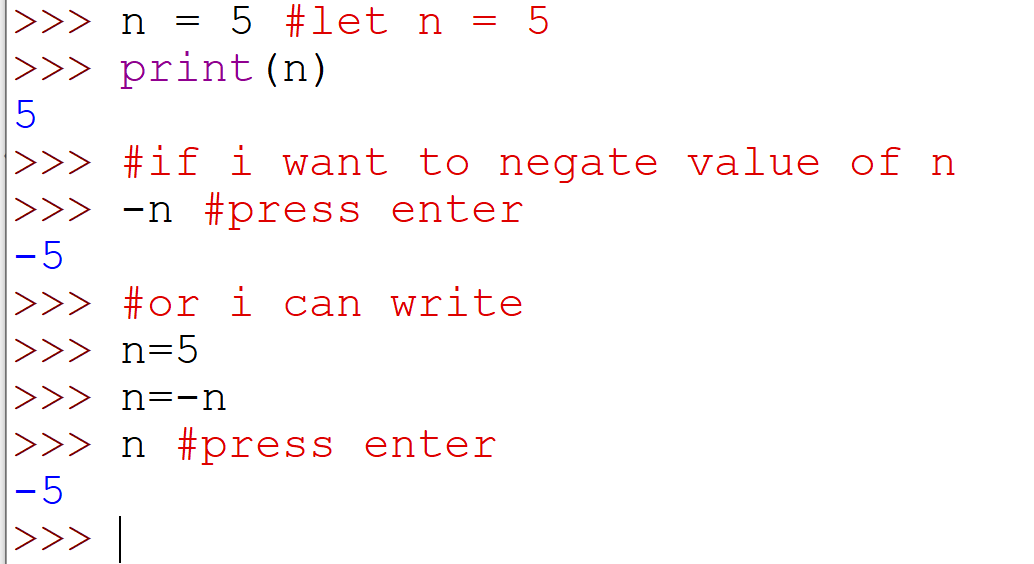 >>> n = 5 #let n = 5
>>> print(n)
5
>>> #if i want to negate value of n
>>> -n #press enter
-5
>>> #or i can write
>>> n=5
>>> n=-n
>>> n #press enter
-5
>>>